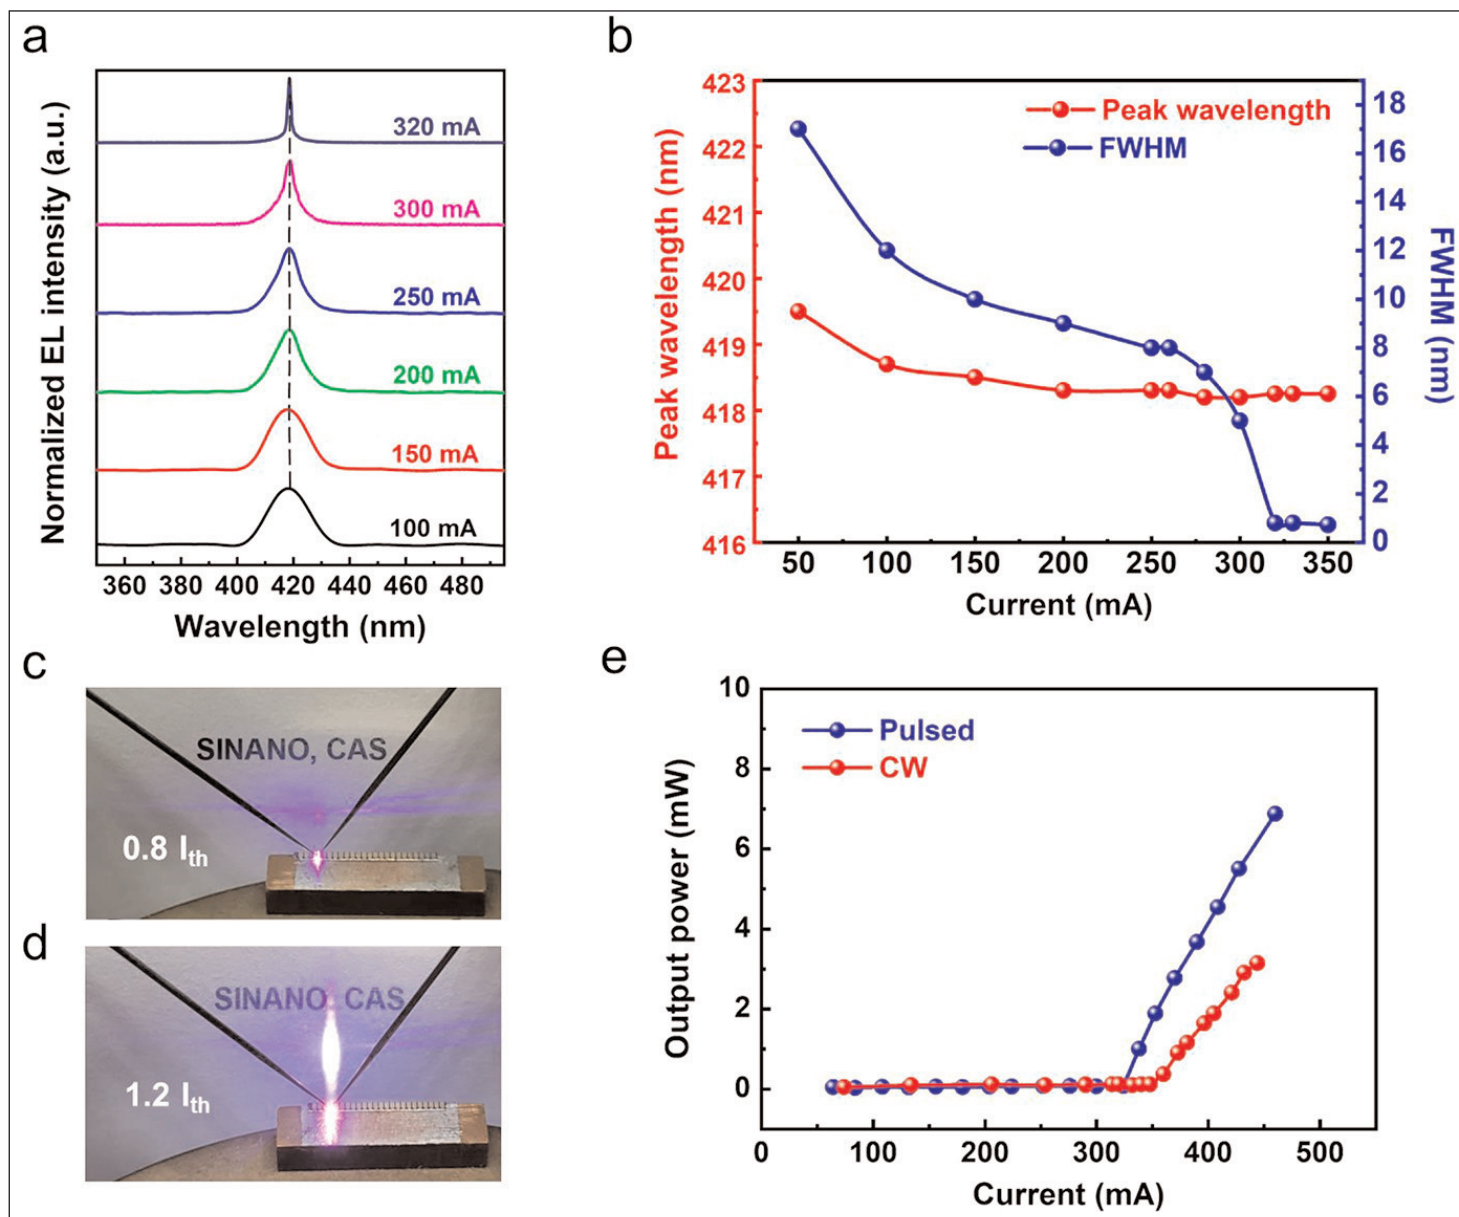 a
Normalized EL intensity (a.u.)
320 mA
300 mA
250 mA
200 mA
150 mA
100 mA
360 380 400 420 440 460 480
Wavelength (nm)
b
Peak wavelength (nm)
423
422
421
420
419
418
417
416
Peak wavelength
FWHM
18
16
14
12
10
8
6
4
2
0
FWHM (nm)
50 100 150 200 250 300 350
Current (mA)
c
SINANO, CAS
0.8 Ith
d
SINANO, CAS
1.2 Ith
e
Output power (mW)
10
8
6
4
2
0
Pulsed
CW
0 100 200 300 400 500
Current (mA)